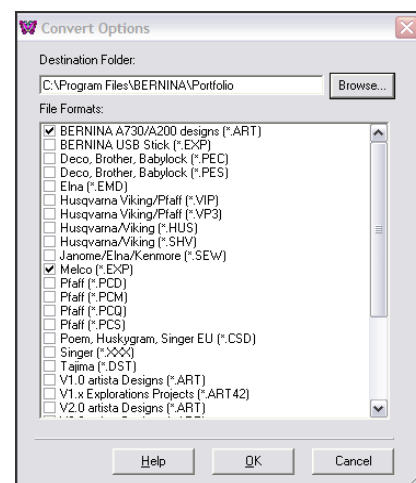 Convert Options
Destination Folder:
C:\Program Files\BERNINA\Portfolio
Browse...
File Formats:
BERNINA A730/A200 designs (*.ART)
BERNINA USB Stick (*.EXP)
Deco, Brother, Babylock (*.PEC)
Deco, Brother, Babylock (*.PES)
Elna (*.EMD)
Husqvarna Viking/Pfaff (*.VIP)
Husqvarna Viking/Pfaff (*.VP3)
Husqvarna/Viking (*.HUS)
Husqvarna/Viking (*.SHV)
Janome/Elna/Kenmore (*.SEW)
Melco (*.EXP)
Pfaff (*.PCD)
Pfaff (*.PCM)
Pfaff (*.PCQ)
Pfaff (*.PCS)
Poem, Huskygram, Singer EU (*.CSD)
Singer (*.XXX)
Tajima (*.DST)
V1.0 artista Designs (*.ART)
V1.x Explorations Projects (*.ART42)
V2.0 artista Designs (*.ART)
Help
OK
Cancel